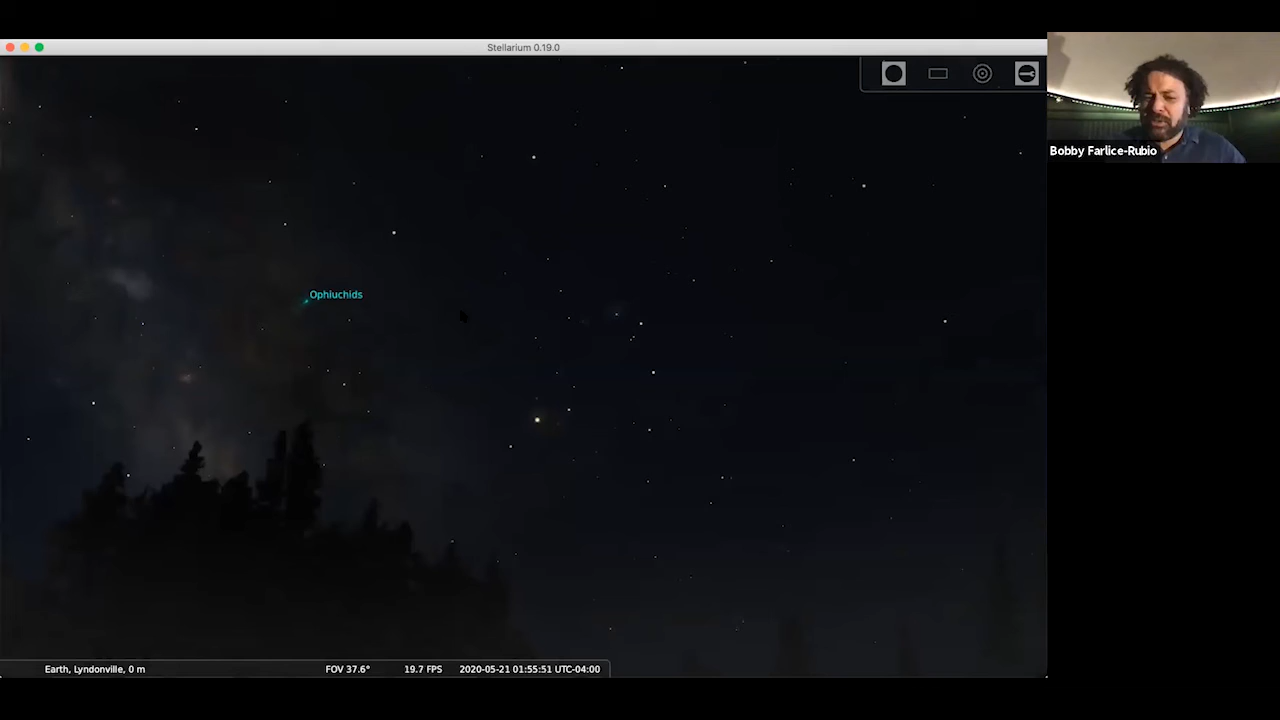 Stellarium 0.19.0
Bobby Farlice-Rubio
Ophiuchids
Earth, Lyndonville, 0 m FOV 37.6° 19.7 FPS 2020-05-21 01:55:51 UTC-04:00